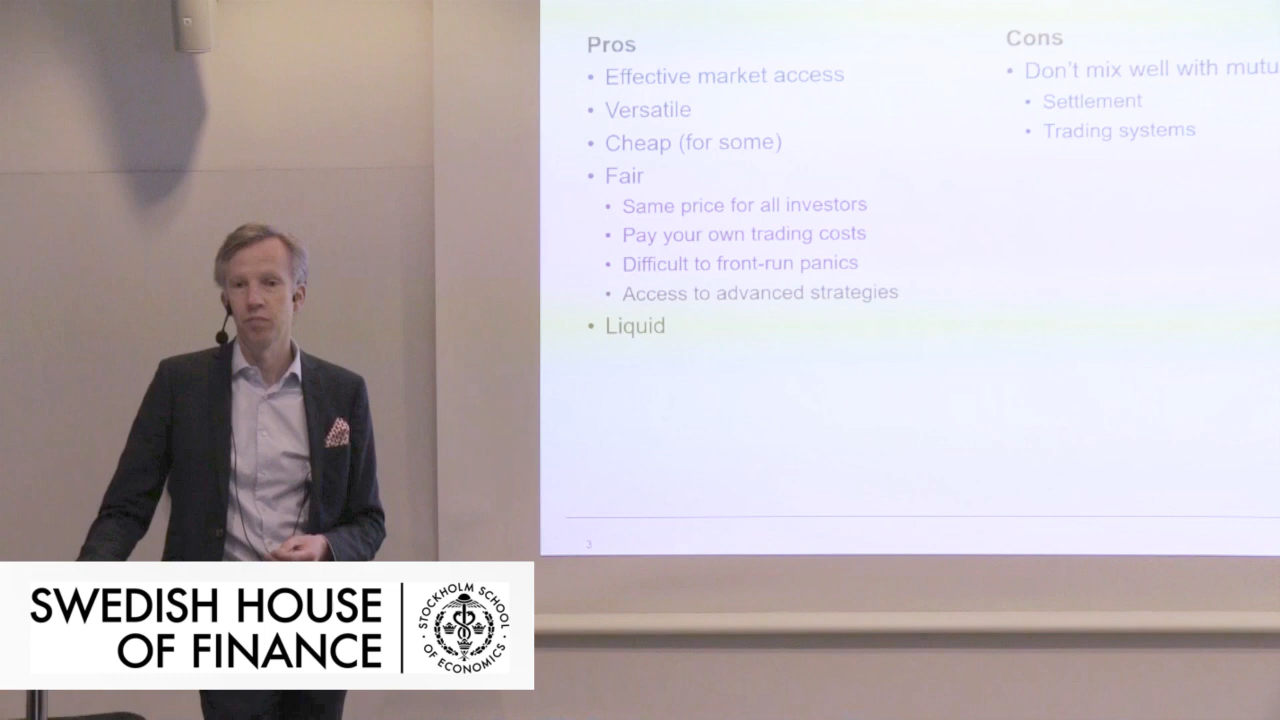 Pros
• Effective market access
• Versatile
• Cheap (for some)
• Fair
• Same price for all investors
• Pay your own trading costs
• Difficult to front-run panics
• Access to advanced strategies
• Liquid
Cons
• Don't mix well with mutu
• Settlement
• Trading systems
3
SWEDISH HOUSE
OF FINANCE
STOCKHOLM SCHOOL
OF ECONOMICS